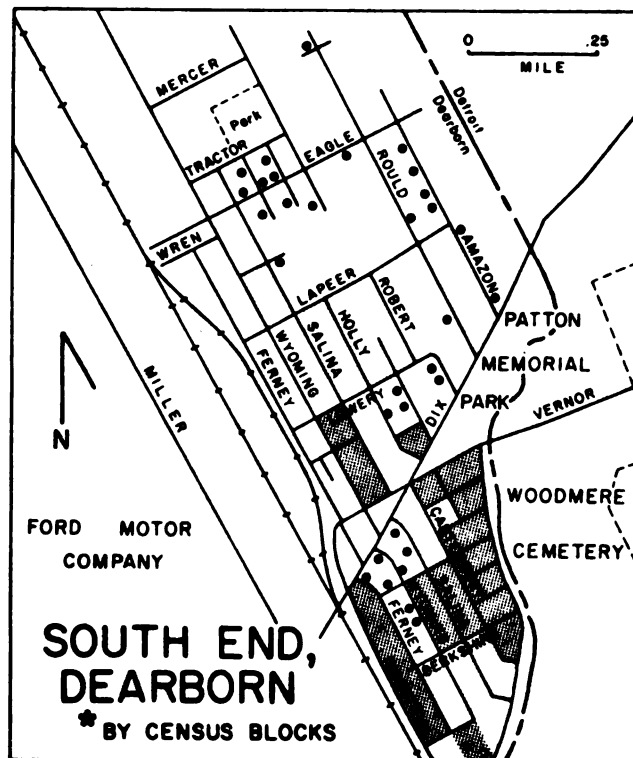 0 .25
MILE
MERCER
Park
Detroit
Dearborn
TRACTOR
EAGLE
ROULD
WREN
AMAZON
LAPEER
ROBERT
HOLLY
SALINA
WYOMING
FERNEY
PATTON
MEMORIAL
PARK
MILLER
DIX
VERNOR
N
WOODMERE
CEMETERY
FORD MOTOR
COMPANY
FERNEY
SOUTH END,
DEARBORN
* BY CENSUS BLOCKS